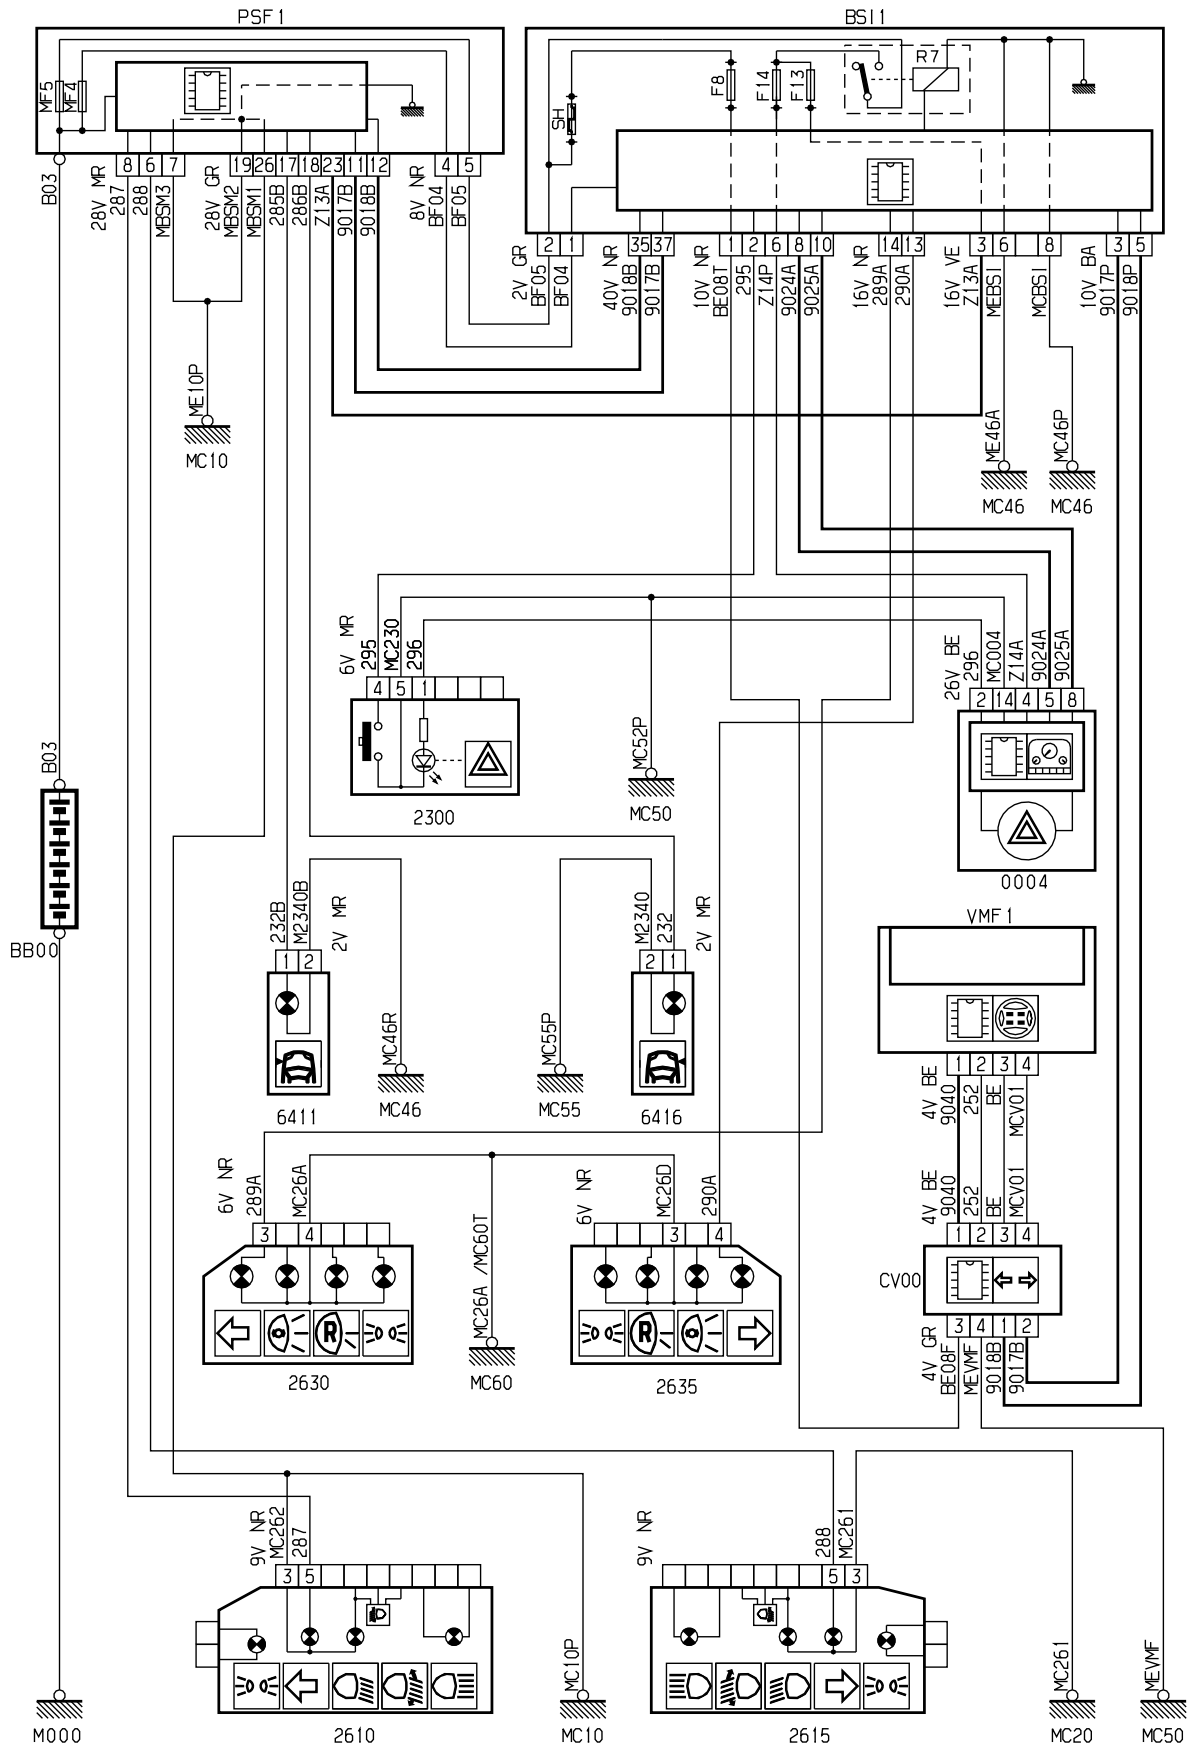 PSF1
BSI1
MF5
MF4
SH
F8
F14
F13
R7
8 6 7 19 26 17 18 23 11 12 4 5
2 1 35 37 1 2 6 8 10 14 13 3 6 8 3 5
B03
28V MR
287
288
MBSM3
28V GR
MBSM2
MBSM1
285B
286B
Z13A
9017B
9018B
8V NR
BF04
BF05
2V GR
BF05
BF04
40V NR
9018B
9017B
10V NR
BE08T
295
Z14P
9024A
9025A
16V NR
289A
290A
16V VE
Z13A
MEBSI
MCBSI
10V BA
9017P
9018P
ME10P
MC10
ME46A
MC46P
MC46
MC46
6V MR
295
MC230
296
4 5 1
2300
MC52P
MC50
26V BE
296
MC004
Z14A
9024A
9025A
2 14 4 5 8
0004
B03
BB00
232B
M2340B
2V MR
1 2
6411
MC46R
MC46
M2340
232
2V MR
2 1
6416
MC55P
MC55
VMF1
1 2 3 4
4V BE
9040
252
BE
MCV01
4V BE
9040
252
BE
MCV01
1 2 3 4
CV00
3 4 1 2
4V GR
BE08F
MEVMF
9018B
9017B
6V NR
289A
MC26A
3 4
R
2630
MC26A /MC60T
MC60
6V NR
MC26D
290A
3 4
R
2635
9V NR
MC262
287
3 5
2610
MC10P
MC10
9V NR
288
MC261
5 3
2615
MC261
MC20
MEVMF
MC50
M000